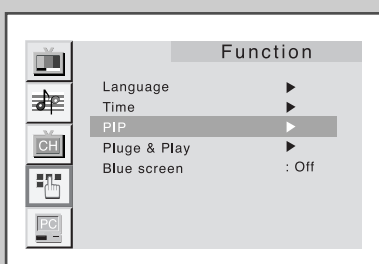 Function
Language ▶
Time ▶
PIP ▶
Pluge & Play ▶
Blue screen : Off
CH
PC